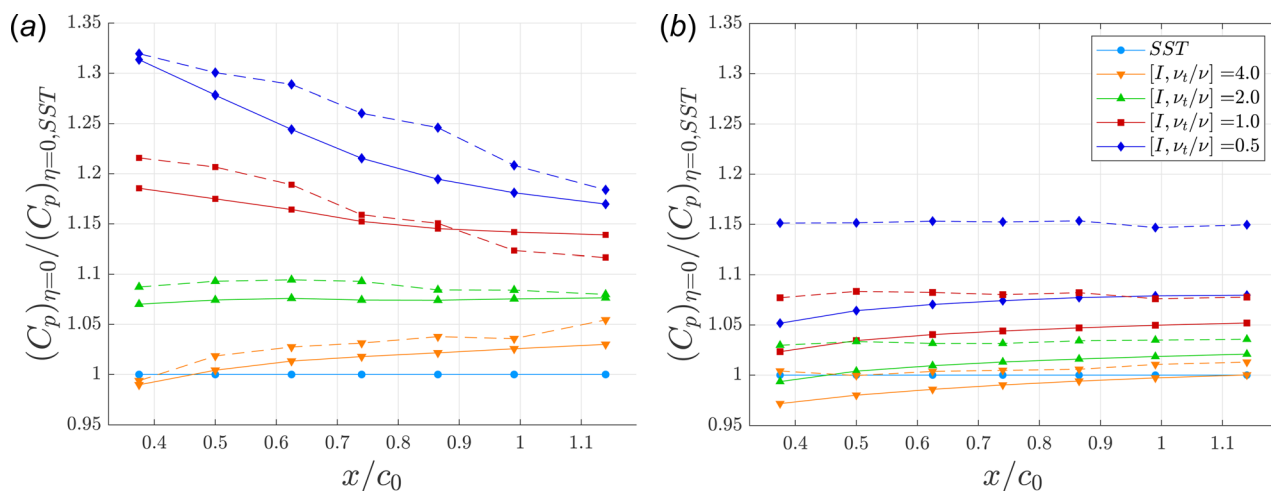 (a)
1.35
1.3
1.25
1.2
1.15
1.1
1.05
1
0.95
(C_p)_{η=0}/(C_p)_{η=0,SST}
0.4 0.5 0.6 0.7 0.8 0.9 1 1.1
x/c_0
(b)
1.35
1.3
1.25
1.2
1.15
1.1
1.05
1
0.95
(C_p)_{η=0}/(C_p)_{η=0,SST}
0.4 0.5 0.6 0.7 0.8 0.9 1 1.1
x/c_0
SST
[I, ν_t/ν] =4.0
[I, ν_t/ν] =2.0
[I, ν_t/ν] =1.0
[I, ν_t/ν] =0.5